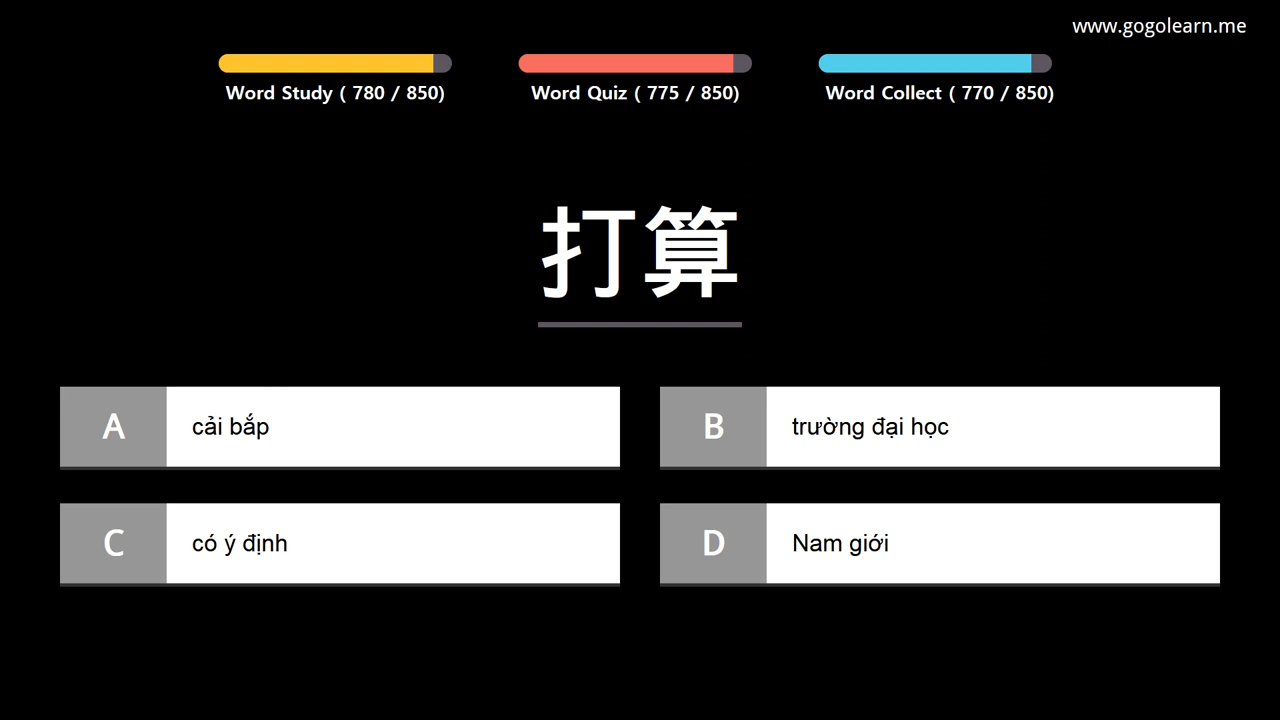 www.gogolearn.me
Word Study ( 780 / 850)
Word Quiz ( 775 / 850)
Word Collect ( 770 / 850)
打算
A
cải bắp
B
trường đại học
C
có ý định
D
Nam giới